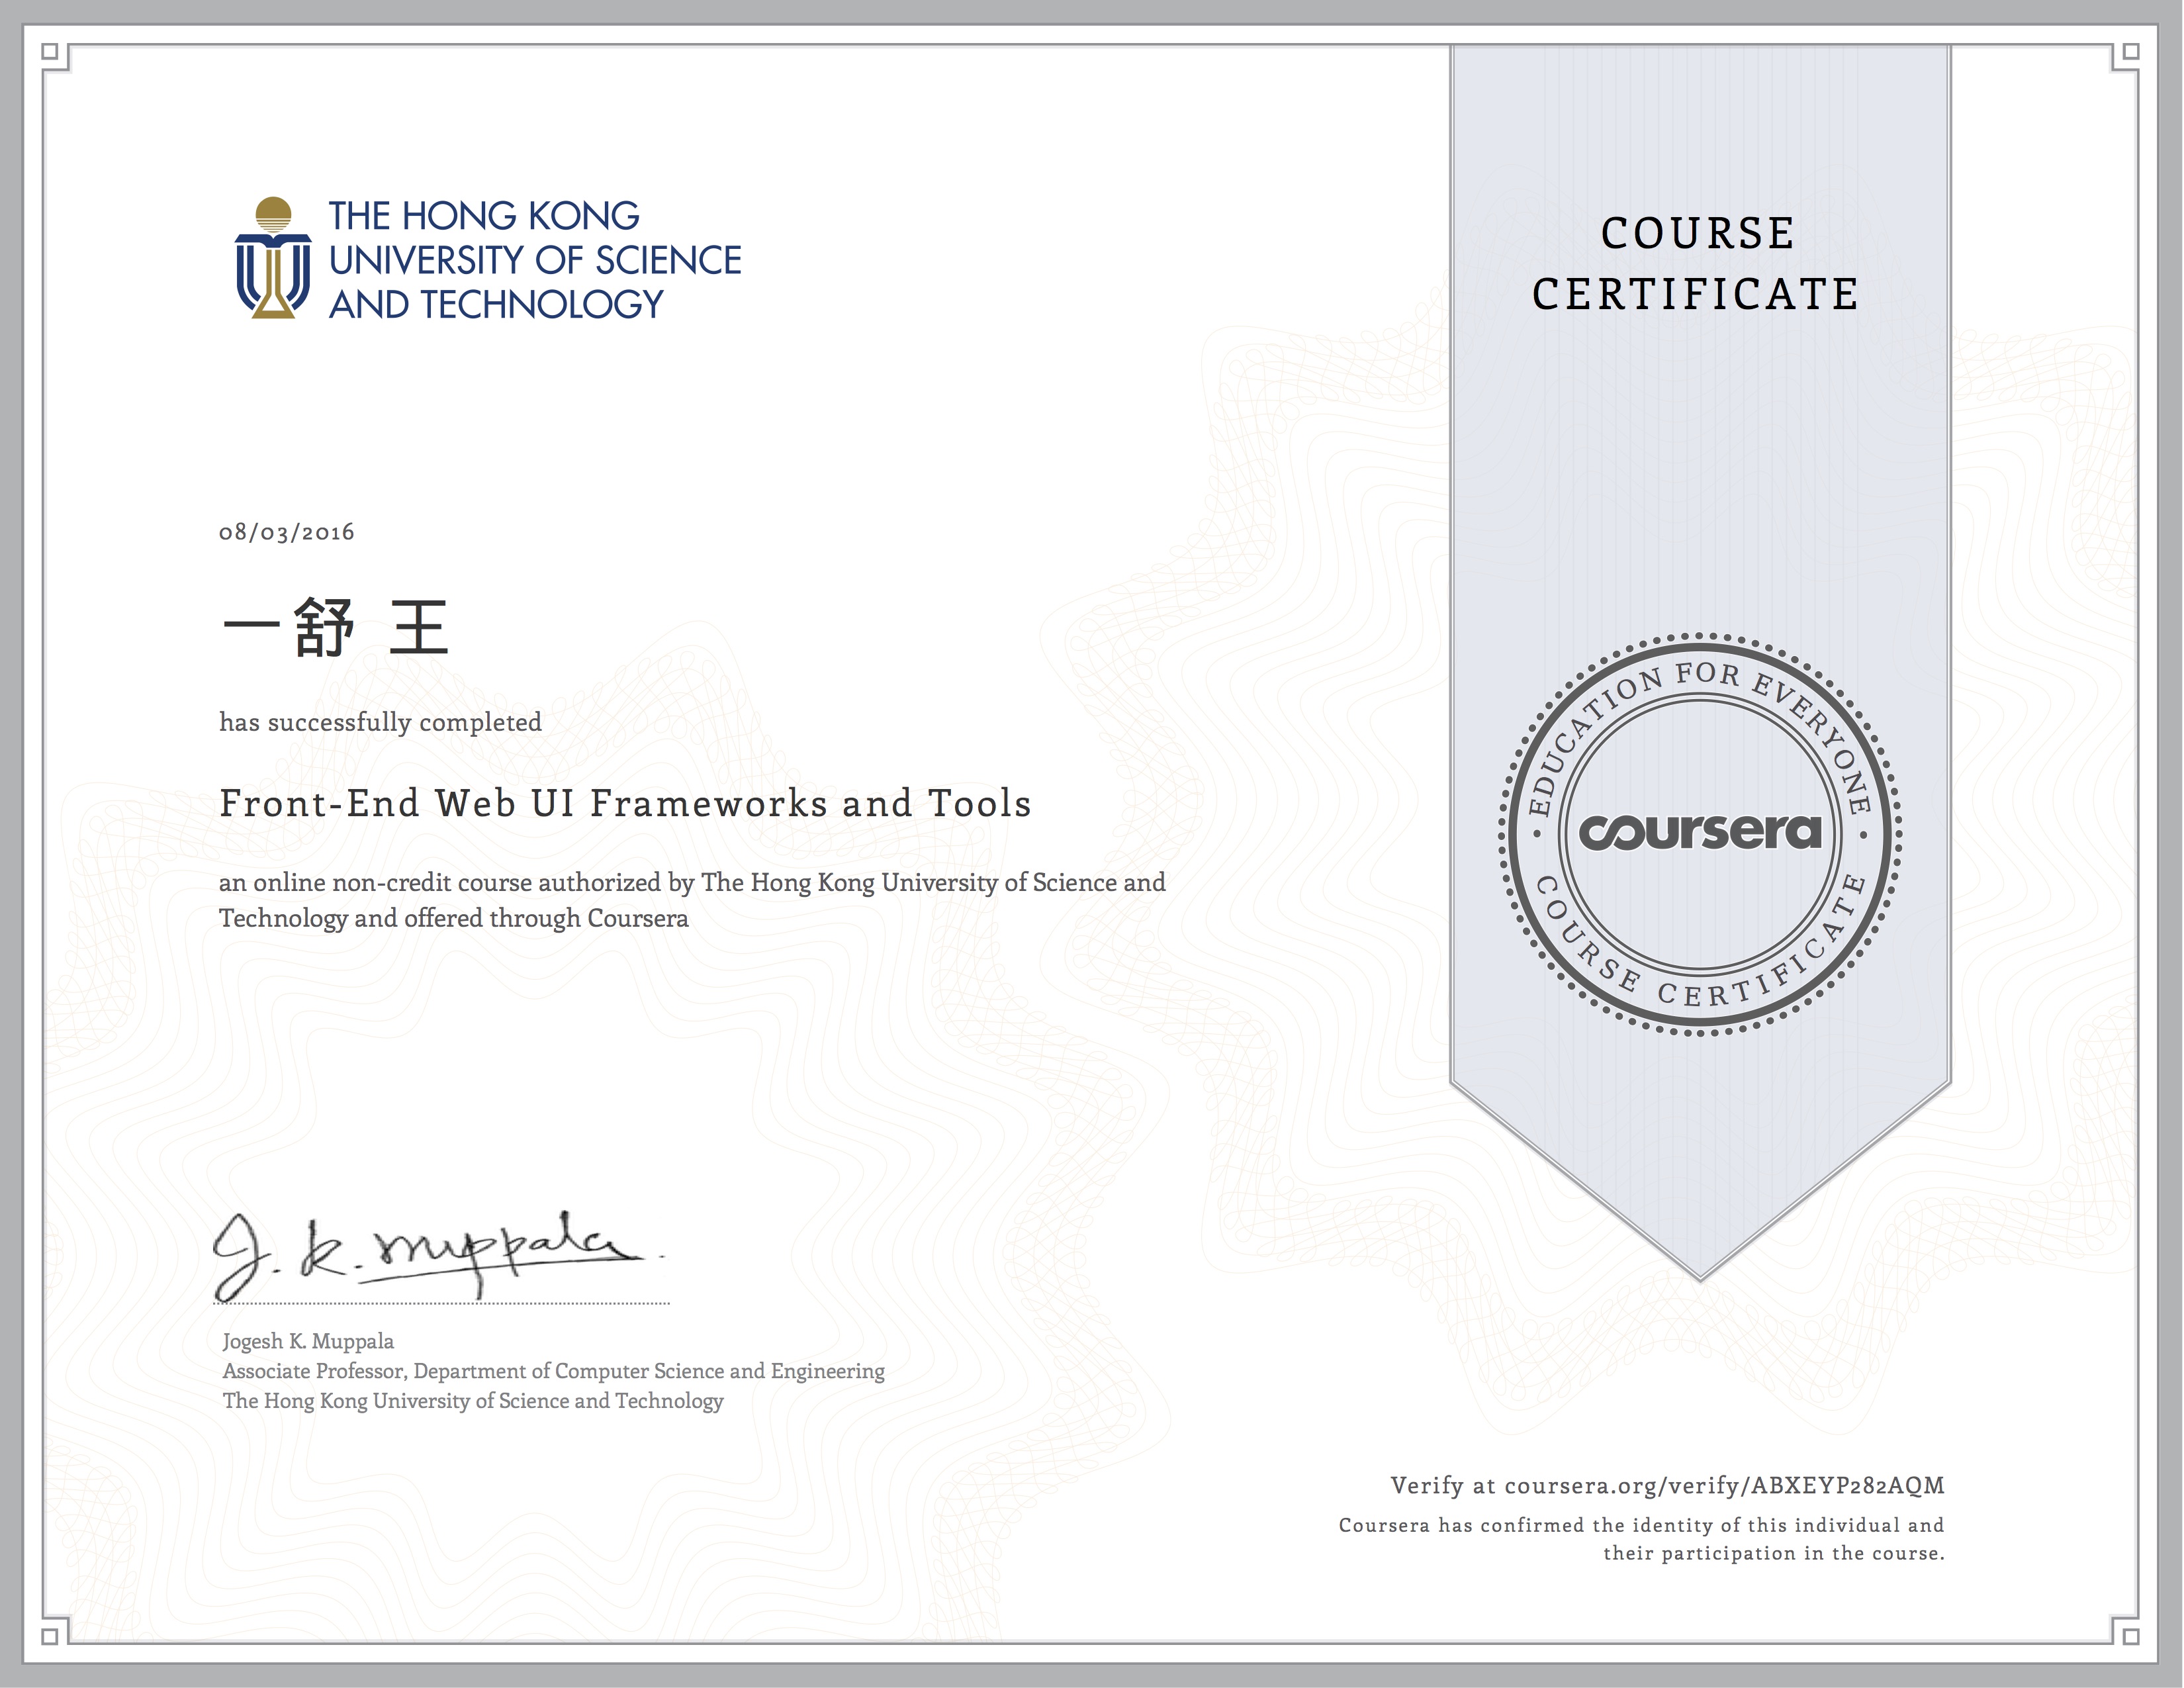 THE HONG KONG
UNIVERSITY OF SCIENCE
AND TECHNOLOGY
COURSE
CERTIFICATE
08/03/2016
一舒 王
has successfully completed
Front-End Web UI Frameworks and Tools
an online non-credit course authorized by The Hong Kong University of Science and
Technology and offered through Coursera
EDUCATION FOR EVERYONE
coursera
COURSE CERTIFICATE
J. K. Muppala.
Jogesh K. Muppala
Associate Professor, Department of Computer Science and Engineering
The Hong Kong University of Science and Technology
Verify at coursera.org/verify/ABXEYP282AQM
Coursera has confirmed the identity of this individual and
their participation in the course.